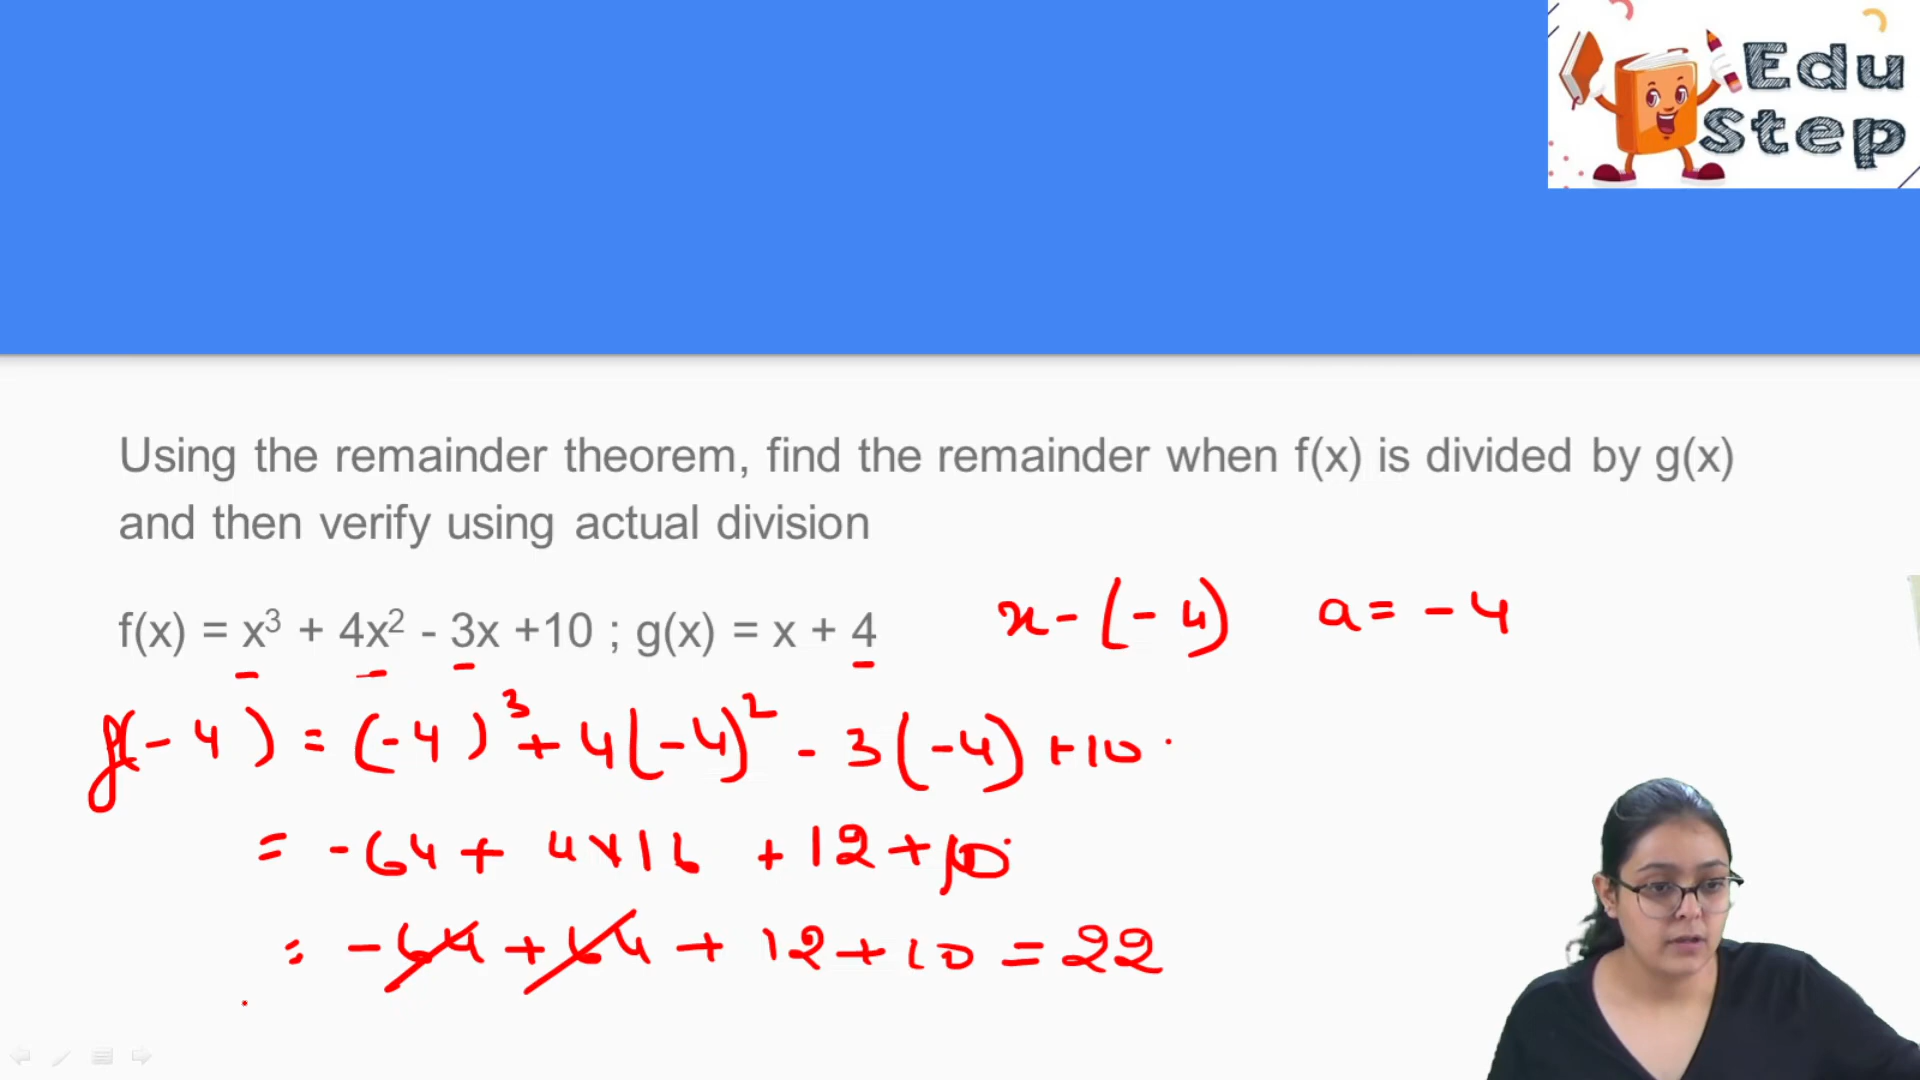 Edu
Step
Using the remainder theorem, find the remainder when f(x) is divided by g(x)
and then verify using actual division
f(x) = x³ + 4x² - 3x +10 ; g(x) = x + 4
x - (-4) a = -4
f(-4) = (-4)³ + 4(-4)² - 3(-4) + 10
= -64 + 4×16 + 12 + 10
= -64 + 64 + 12 + 10 = 22